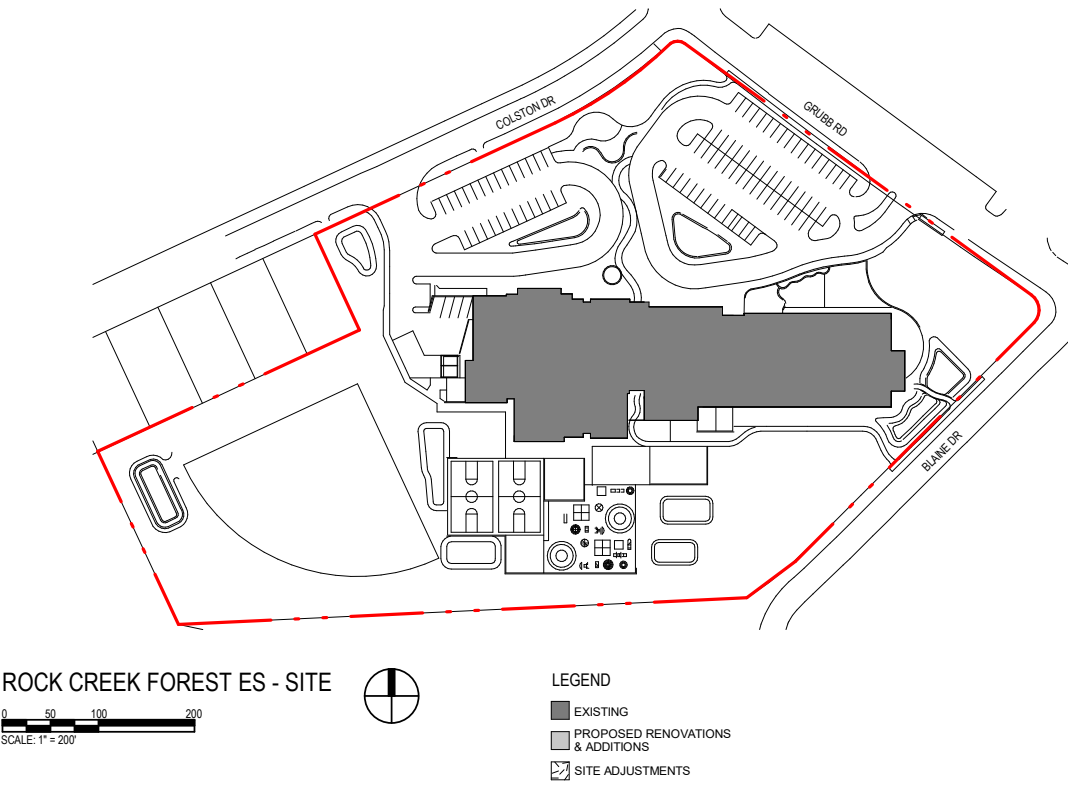 COLSTON DR
GRUBB RD
BLAINE DR
ROCK CREEK FOREST ES - SITE
0 50 100 200
SCALE: 1" = 200'
LEGEND
EXISTING
PROPOSED RENOVATIONS
& ADDITIONS
SITE ADJUSTMENTS